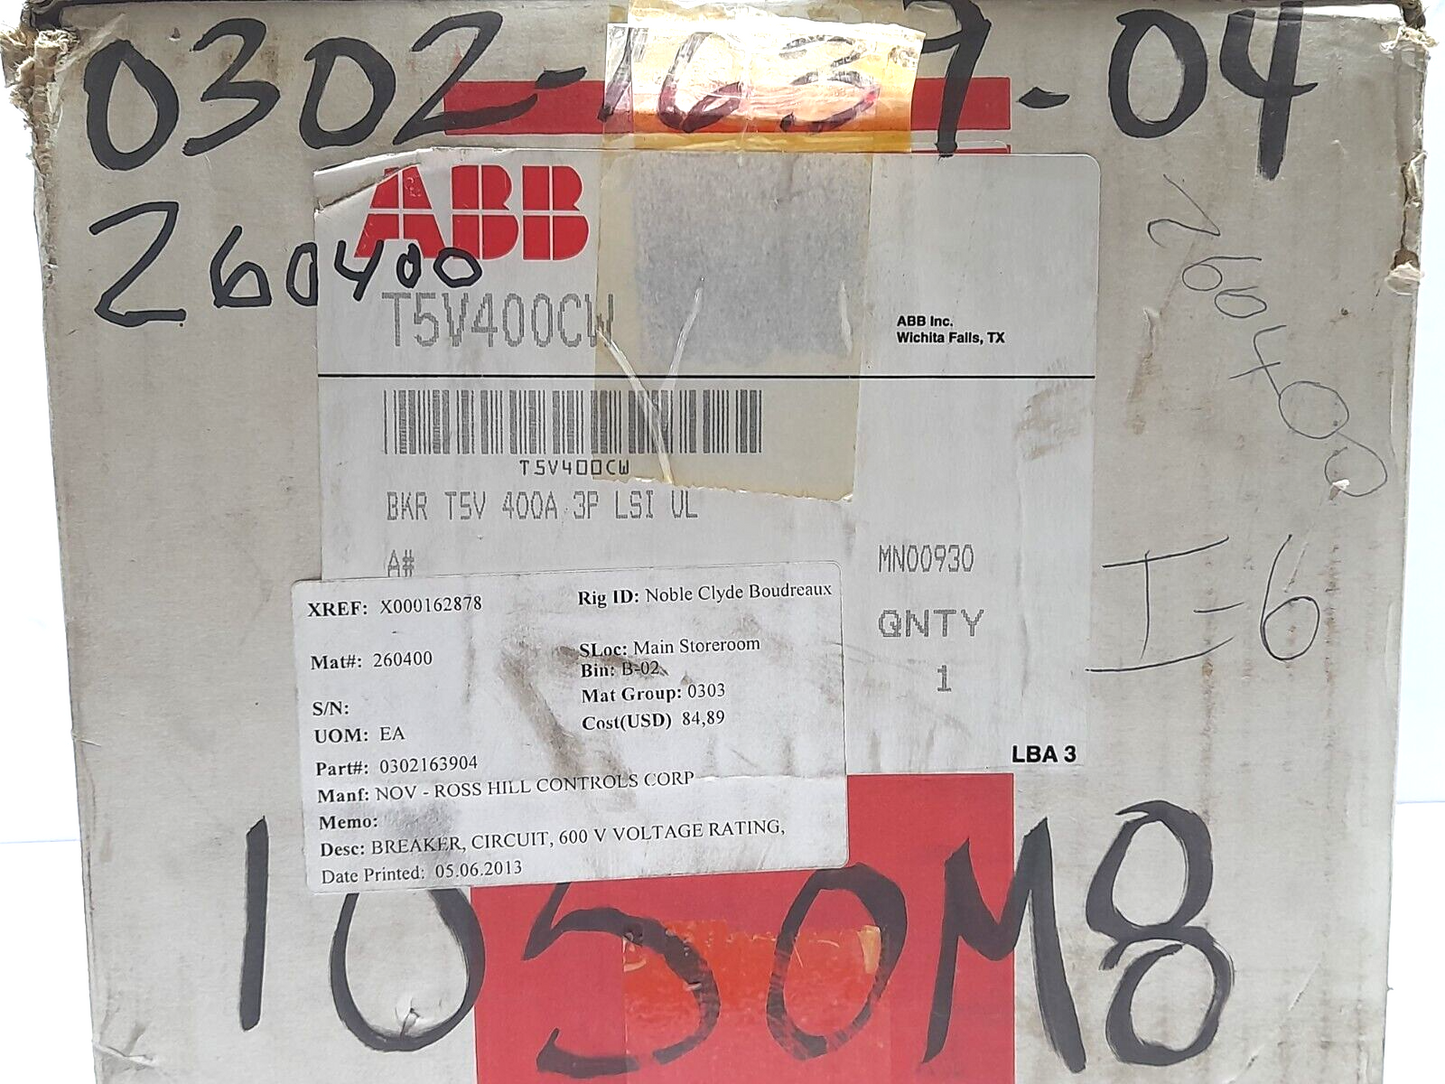 0302-1639-04
ABB
260400
260400
T5V400CW
ABB Inc.
Wichita Falls, TX
T5V400CW
BKR T5V 400A 3P LSI UL
A#
MN00930
QNTY
1
I-6
LBA 3
XREF: X000162878
Rig ID: Noble Clyde Boudreaux
Mat#: 260400
SLoc: Main Storeroom
Bin: B-02
Mat Group: 0303
S/N:
Cost(USD) 84,89
UOM: EA
Part#: 0302163904
Manf: NOV - ROSS HILL CONTROLS CORP
Memo:
Desc: BREAKER, CIRCUIT, 600 V VOLTAGE RATING,
Date Printed: 05.06.2013
1050M8